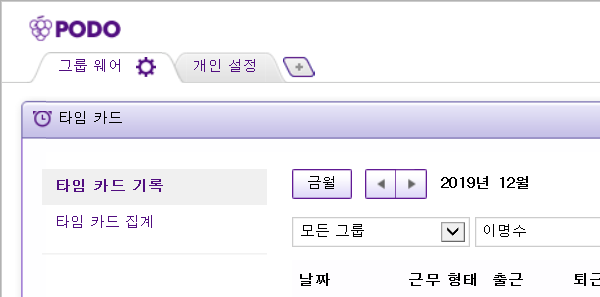 PODO
그룹 웨어 개인 설정
타임 카드
타임 카드 기록
타임 카드 집계
금월 2019년 12월
모든 그룹 이명수
날짜 근무 형태 출근 퇴근